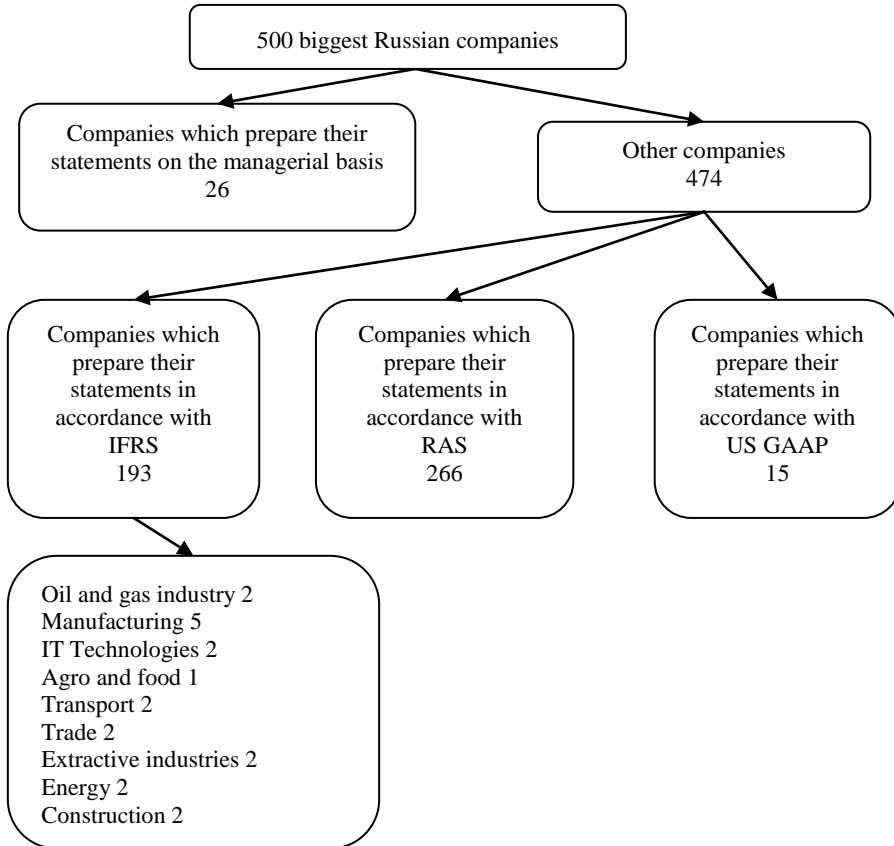 500 biggest Russian companies
Companies which prepare their
statements on the managerial basis
26
Other companies
474
Companies which
prepare their
statements in
accordance with
IFRS
193
Companies which
prepare their
statements in
accordance with
RAS
266
Companies which
prepare their
statements in
accordance with
US GAAP
15
Oil and gas industry 2
Manufacturing 5
IT Technologies 2
Agro and food 1
Transport 2
Trade 2
Extractive industries 2
Energy 2
Construction 2